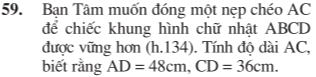 59. Bạn Tâm muốn đóng một nẹp chéo AC
để chiếc khung hình chữ nhật ABCD
được vững hơn (h.134). Tính độ dài AC,
biết rằng AD = 48cm, CD = 36cm.